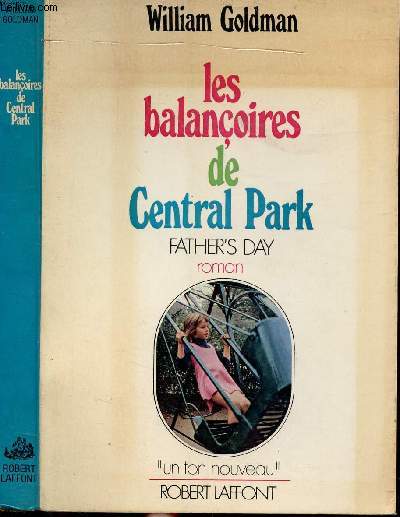 GOLDMAN
les
balançoires
de
Central
Park
ROBERT
LAFFONT
William Goldman
les
balançoires
de
Central Park
FATHER'S DAY
roman
"un ton nouveau"
ROBERT LAFFONT